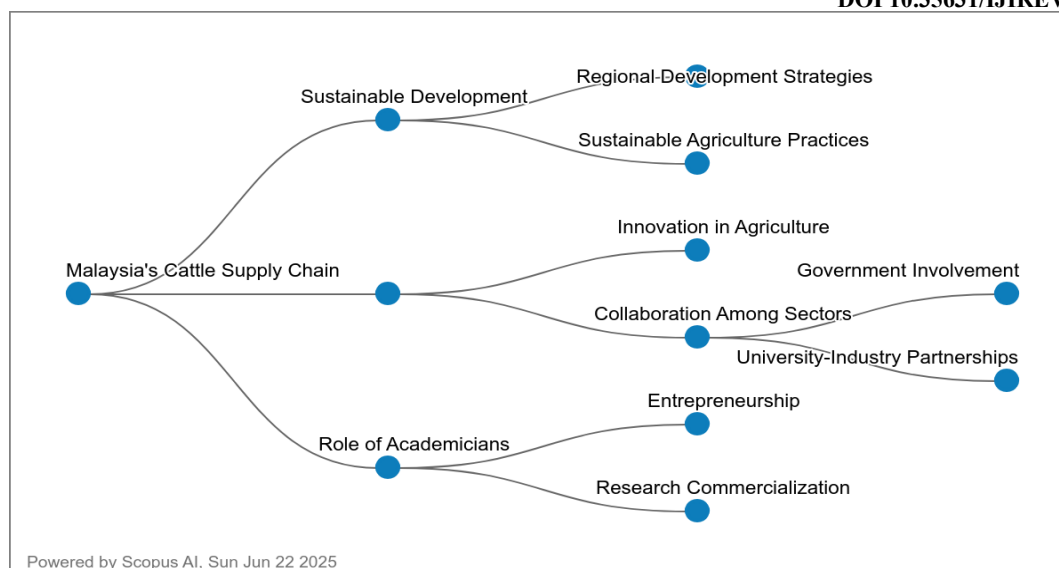 Regional Development Strategies
Sustainable Development
Sustainable Agriculture Practices
Innovation in Agriculture
Malaysia's Cattle Supply Chain
Government Involvement
Collaboration Among Sectors
University-Industry Partnerships
Entrepreneurship
Role of Academicians
Research Commercialization
Powered by Scopus AI, Sun Jun 22 2025